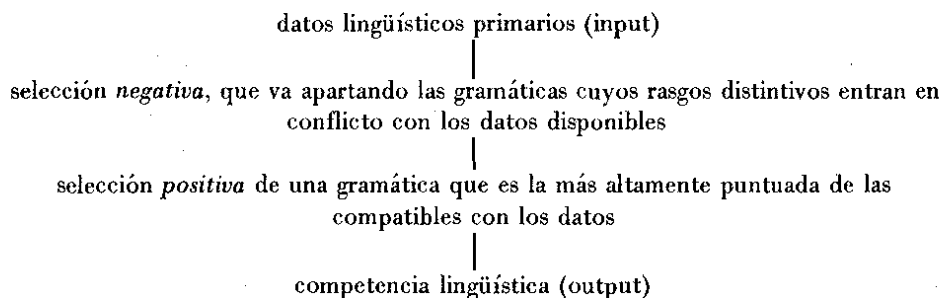 datos lingüísticos primarios (input)
selección negativa, que va apartando las gramáticas cuyos rasgos distintivos entran en
conflicto con los datos disponibles
selección positiva de una gramática que es la más altamente puntuada de las
compatibles con los datos
competencia lingüística (output)